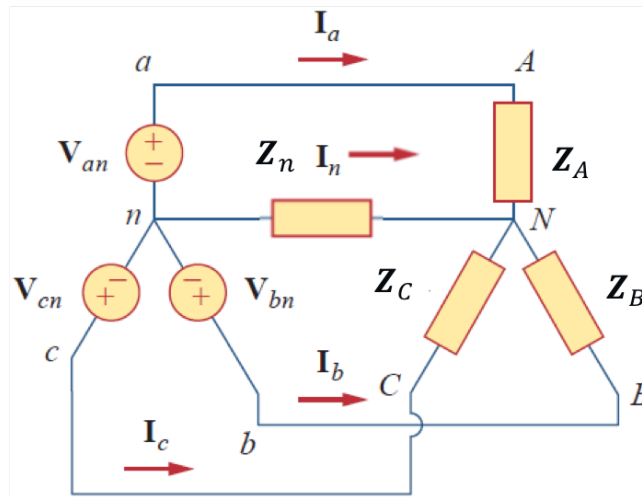 I_a
a
A
+
−
V_an
Z_n
I_n
Z_A
n
N
V_cn
−
+
−
+
V_bn
Z_C
Z_B
c
I_b
C
B
b
I_c